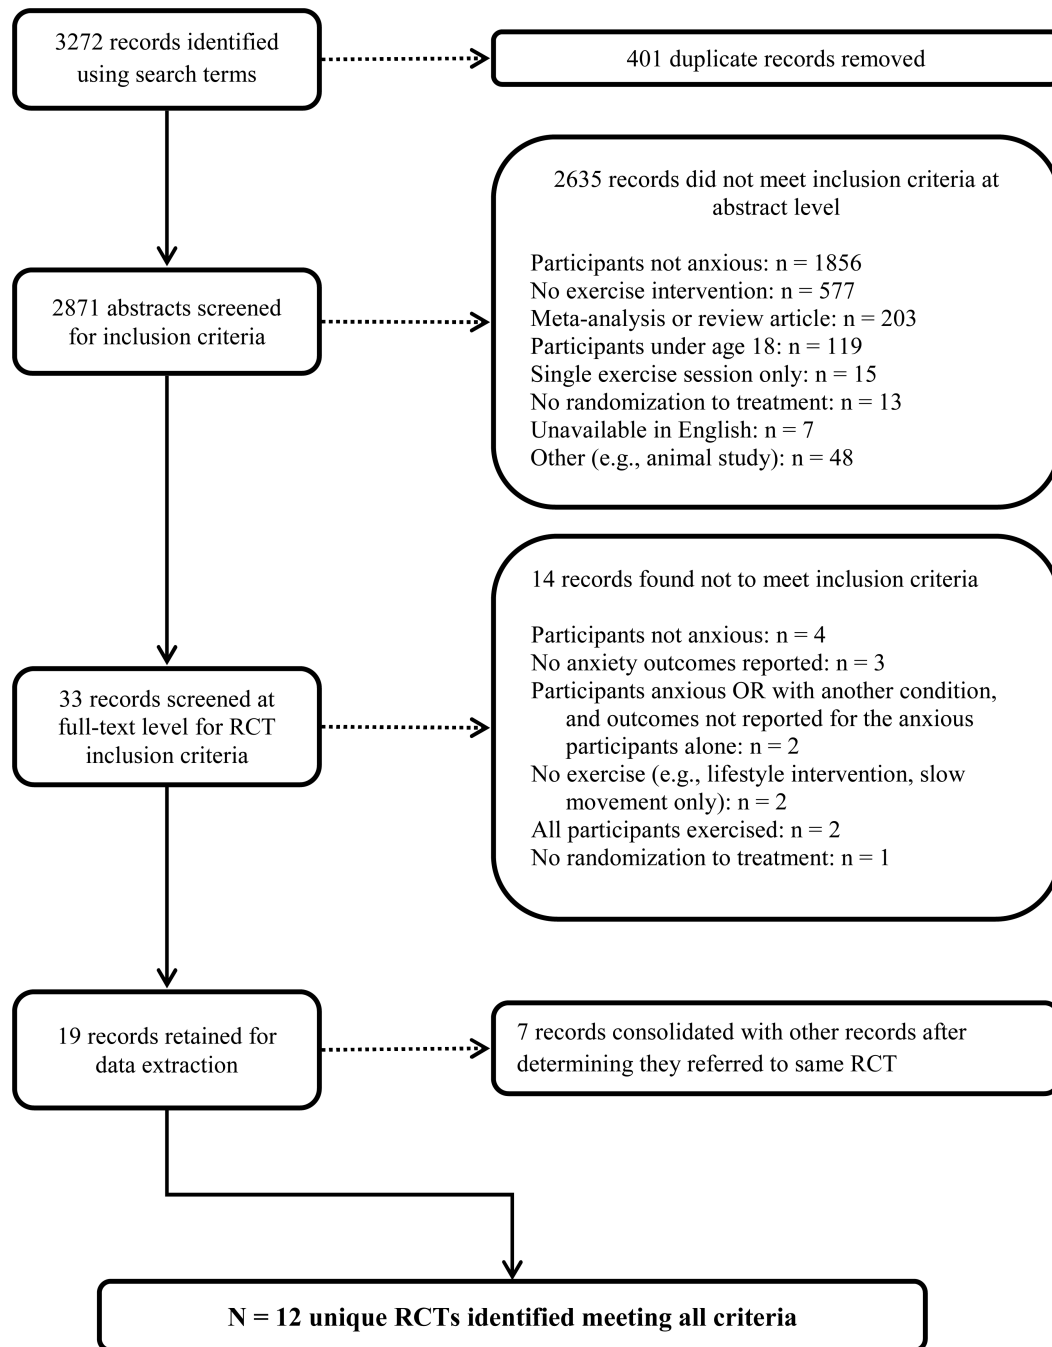 3272 records identified
using search terms
401 duplicate records removed
2871 abstracts screened
for inclusion criteria
2635 records did not meet inclusion criteria at
abstract level
Participants not anxious: n = 1856
No exercise intervention: n = 577
Meta-analysis or review article: n = 203
Participants under age 18: n = 119
Single exercise session only: n = 15
No randomization to treatment: n = 13
Unavailable in English: n = 7
Other (e.g., animal study): n = 48
33 records screened at
full-text level for RCT
inclusion criteria
14 records found not to meet inclusion criteria
Participants not anxious: n = 4
No anxiety outcomes reported: n = 3
Participants anxious OR with another condition,
and outcomes not reported for the anxious
participants alone: n = 2
No exercise (e.g., lifestyle intervention, slow
movement only): n = 2
All participants exercised: n = 2
No randomization to treatment: n = 1
19 records retained for
data extraction
7 records consolidated with other records after
determining they referred to same RCT
N = 12 unique RCTs identified meeting all criteria